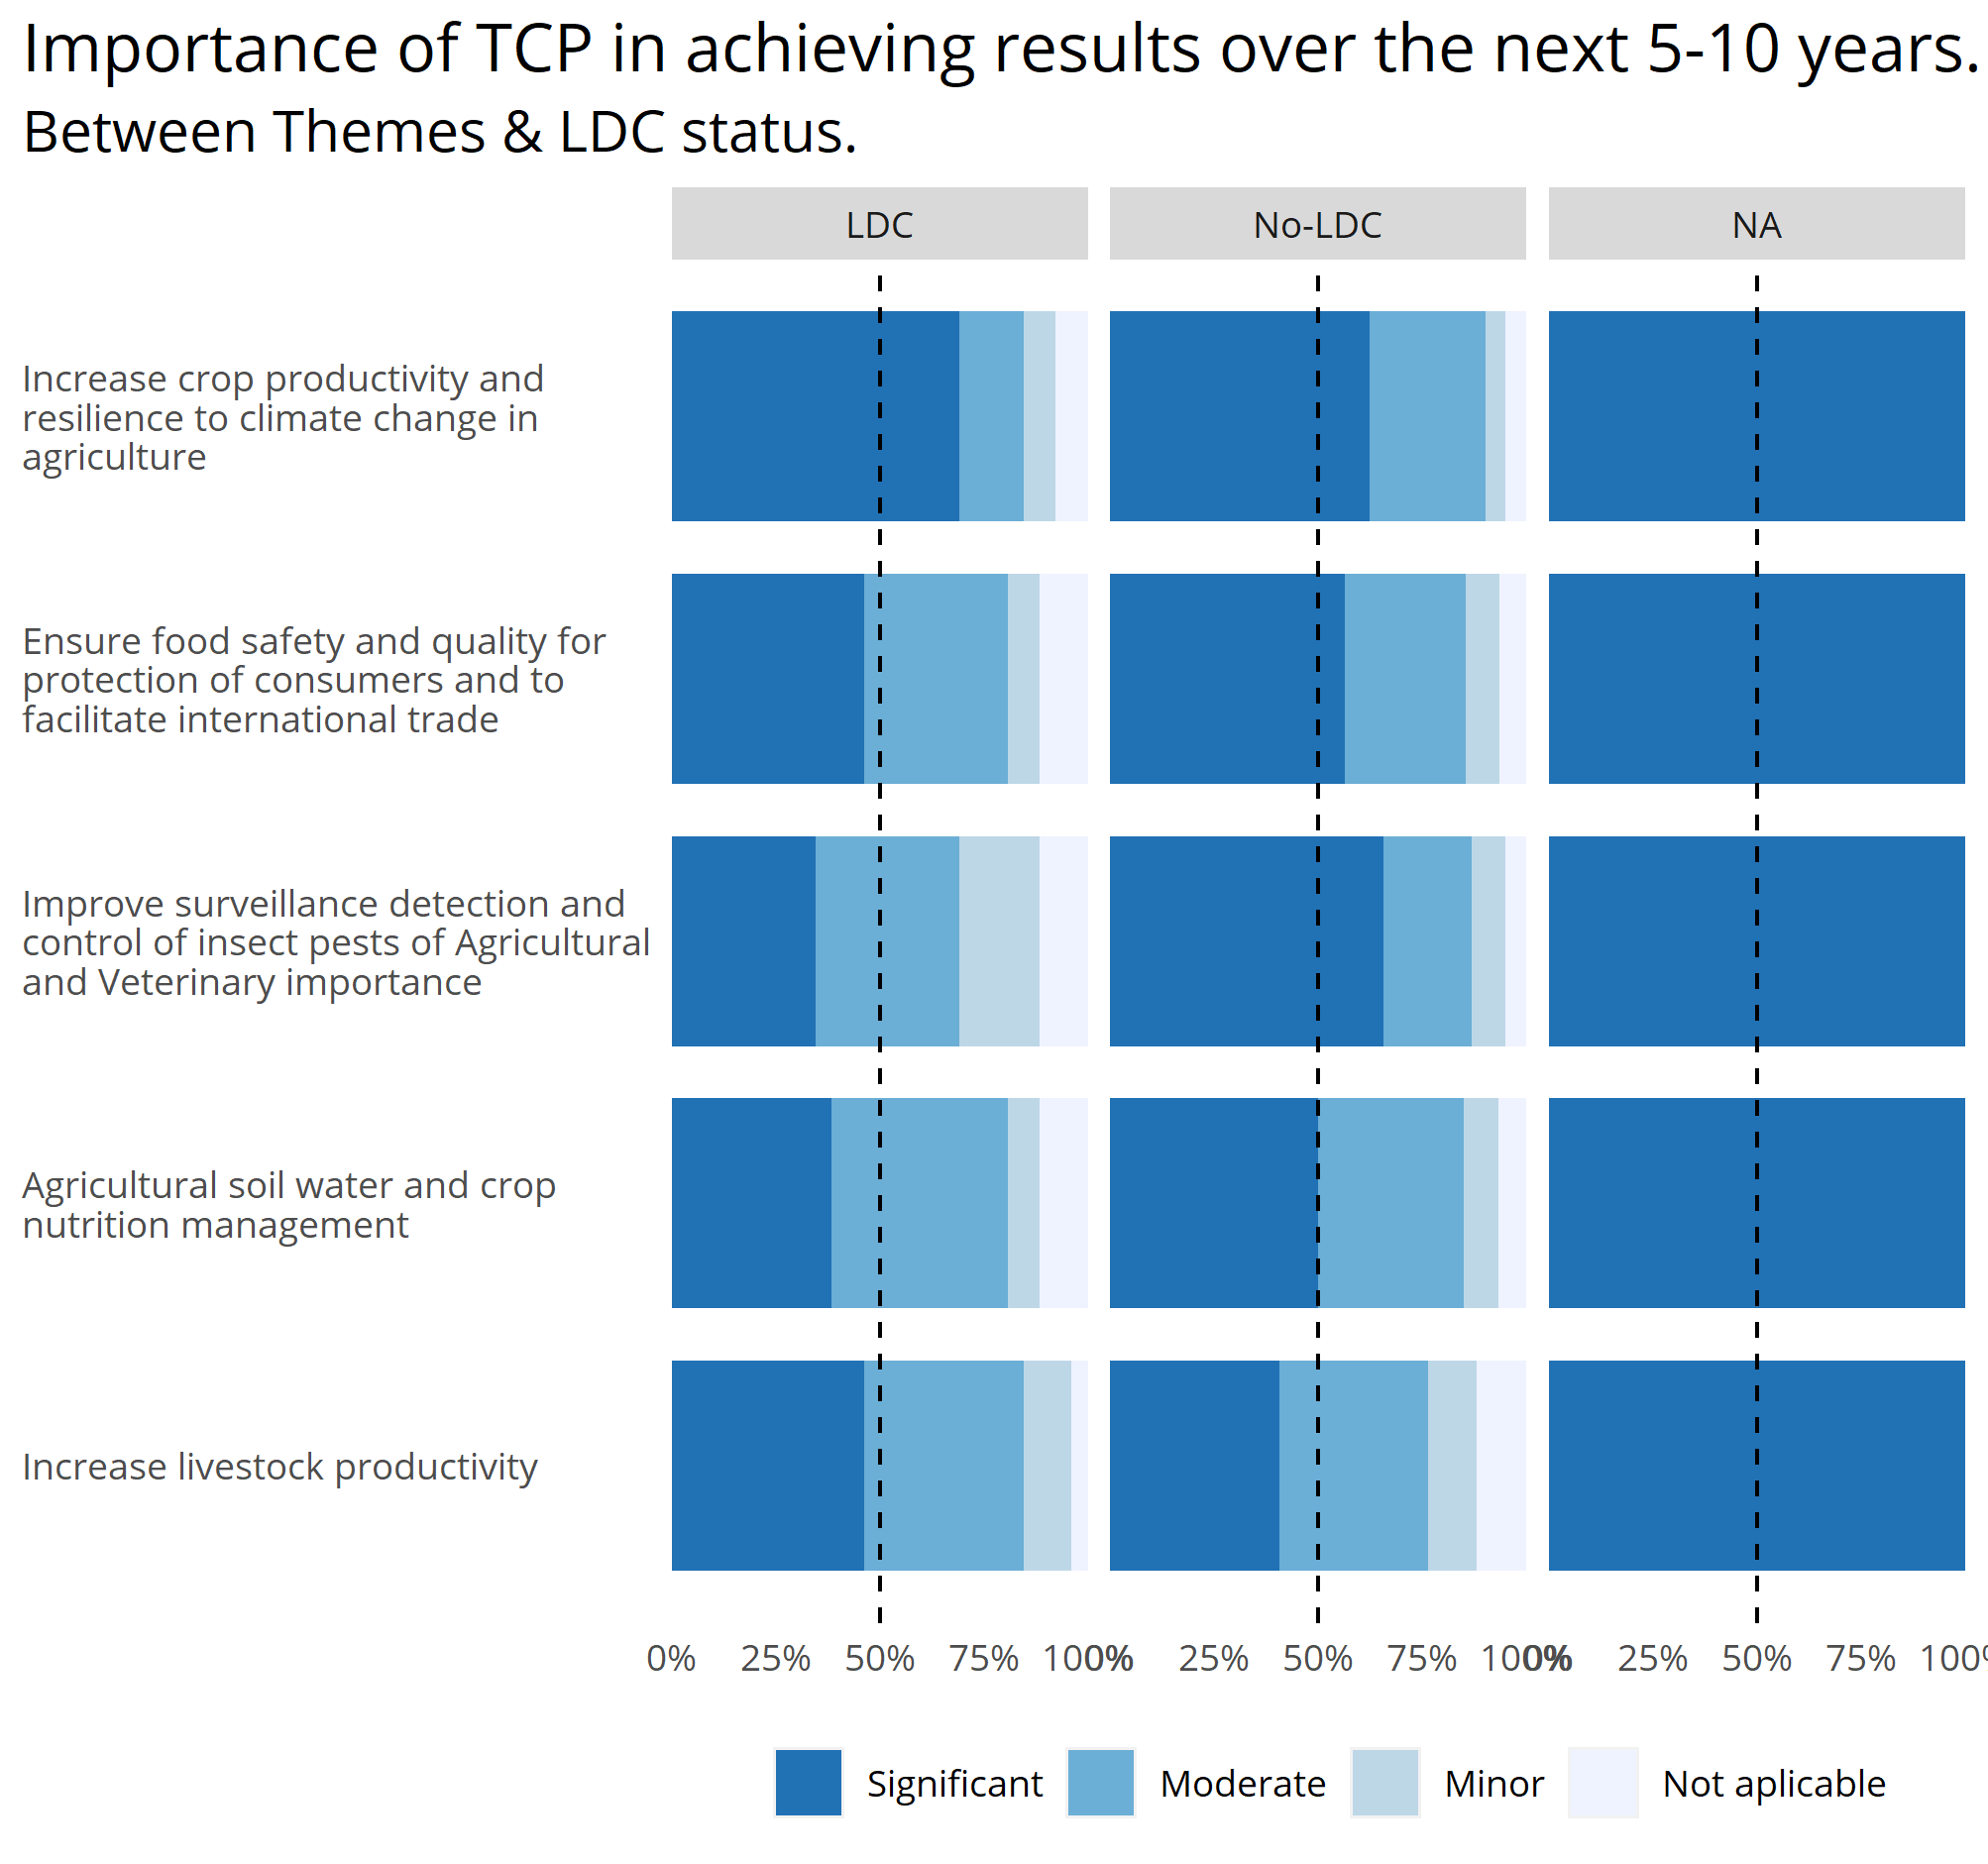 Importance of TCP in achieving results over the next 5-10 years.
Between Themes & LDC status.
LDC No-LDC NA
Increase crop productivity and
resilience to climate change in
agriculture
Ensure food safety and quality for
protection of consumers and to
facilitate international trade
Improve surveillance detection and
control of insect pests of Agricultural
and Veterinary importance
Agricultural soil water and crop
nutrition management
Increase livestock productivity
0% 25% 50% 75% 100% 0% 25% 50% 75% 100% 0% 25% 50% 75% 100%
Significant Moderate Minor Not aplicable